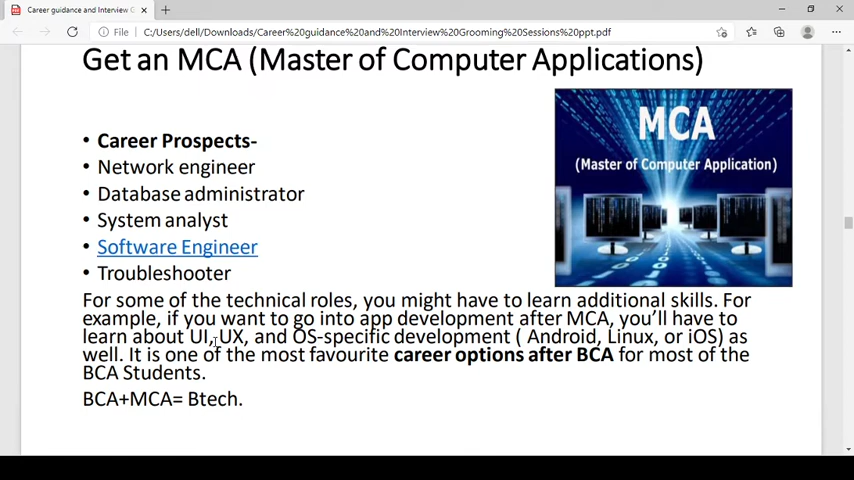 Career guidance and Interview G
File
C:/Users/dell/Downloads/Career%20guidance%20and%20Interview%20Grooming%20Sessions%20ppt.pdf
Get an MCA (Master of Computer Applications)
MCA
(Master of Computer Application)
• Career Prospects-
• Network engineer
• Database administrator
• System analyst
• Software Engineer
• Troubleshooter
For some of the technical roles, you might have to learn additional skills. For
example, if you want to go into app development after MCA, you’ll have to
learn about UI, UX, and OS-specific development ( Android, Linux, or iOS) as
well. It is one of the most favourite career options after BCA for most of the
BCA Students.
BCA+MCA= Btech.